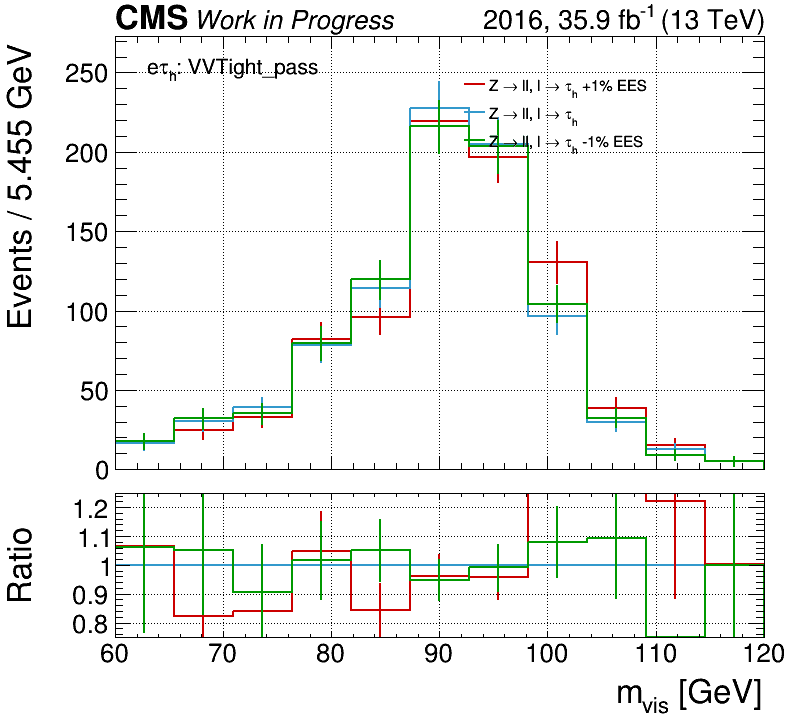 CMS Work in Progress 2016, 35.9 fb⁻¹ (13 TeV)
eτₕ: VVTight_pass
Z → ll, l → τₕ +1% EES
Z → ll, l → τₕ
Z → ll, l → τₕ -1% EES
Events / 5.455 GeV
250
200
150
100
50
0
Ratio
1.2
1.1
1
0.9
0.8
60 70 80 90 100 110 120
m_vis [GeV]